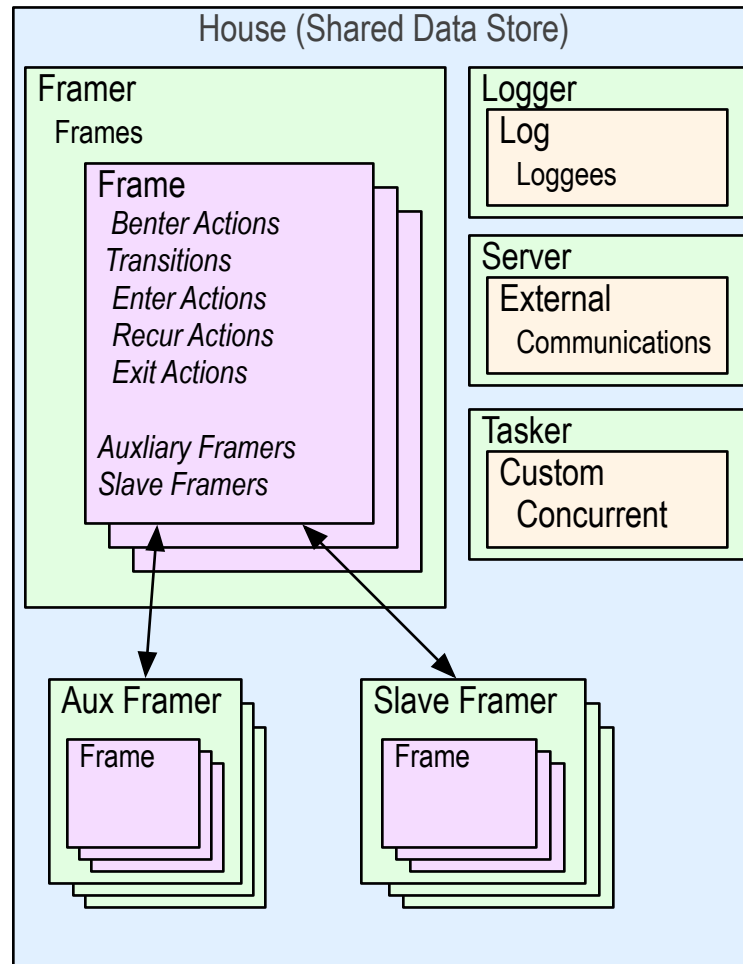 House (Shared Data Store)
Framer
Frames
Frame
Benter Actions
Transitions
Enter Actions
Recur Actions
Exit Actions
Auxliary Framers
Slave Framers
Logger
Log
Loggees
Server
External
Communications
Tasker
Custom
Concurrent
Aux Framer
Frame
Slave Framer
Frame